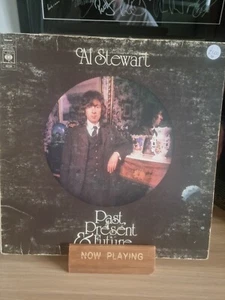 Al Stewart
Past,
Present
& Future
NOW PLAYING